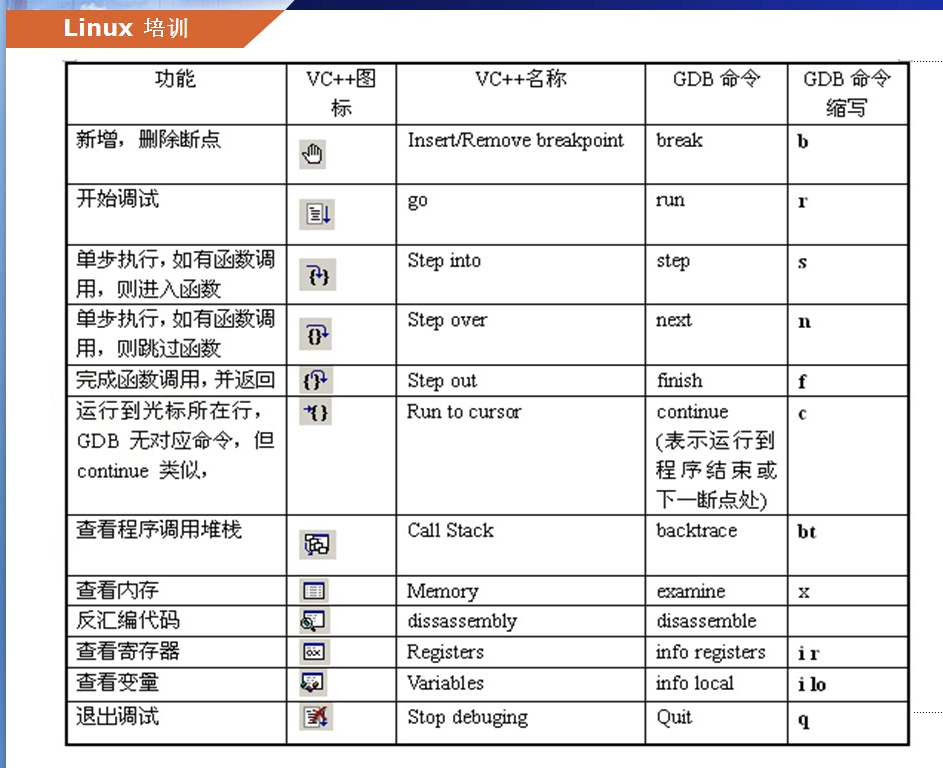 Linux 培训
功能 VC++图标 VC++名称 GDB 命令 GDB 命令缩写
新增，删除断点 Insert/Remove breakpoint break b
开始调试 go run r
单步执行，如有函数调
用，则进入函数 Step into step s
单步执行，如有函数调
用，则跳过函数 Step over next n
完成函数调用，并返回 Step out finish f
运行到光标所在行， Run to cursor continue c
GDB 无对应命令，但 (表示运行到
continue 类似， 程序结束或
下一断点处)
查看程序调用堆栈 Call Stack backtrace bt
查看内存 Memory examine x
反汇编代码 dissassembly disasemble
查看寄存器 Registers info registers i r
查看变量 Variables info local i lo
退出调试 Stop debuging Quit q